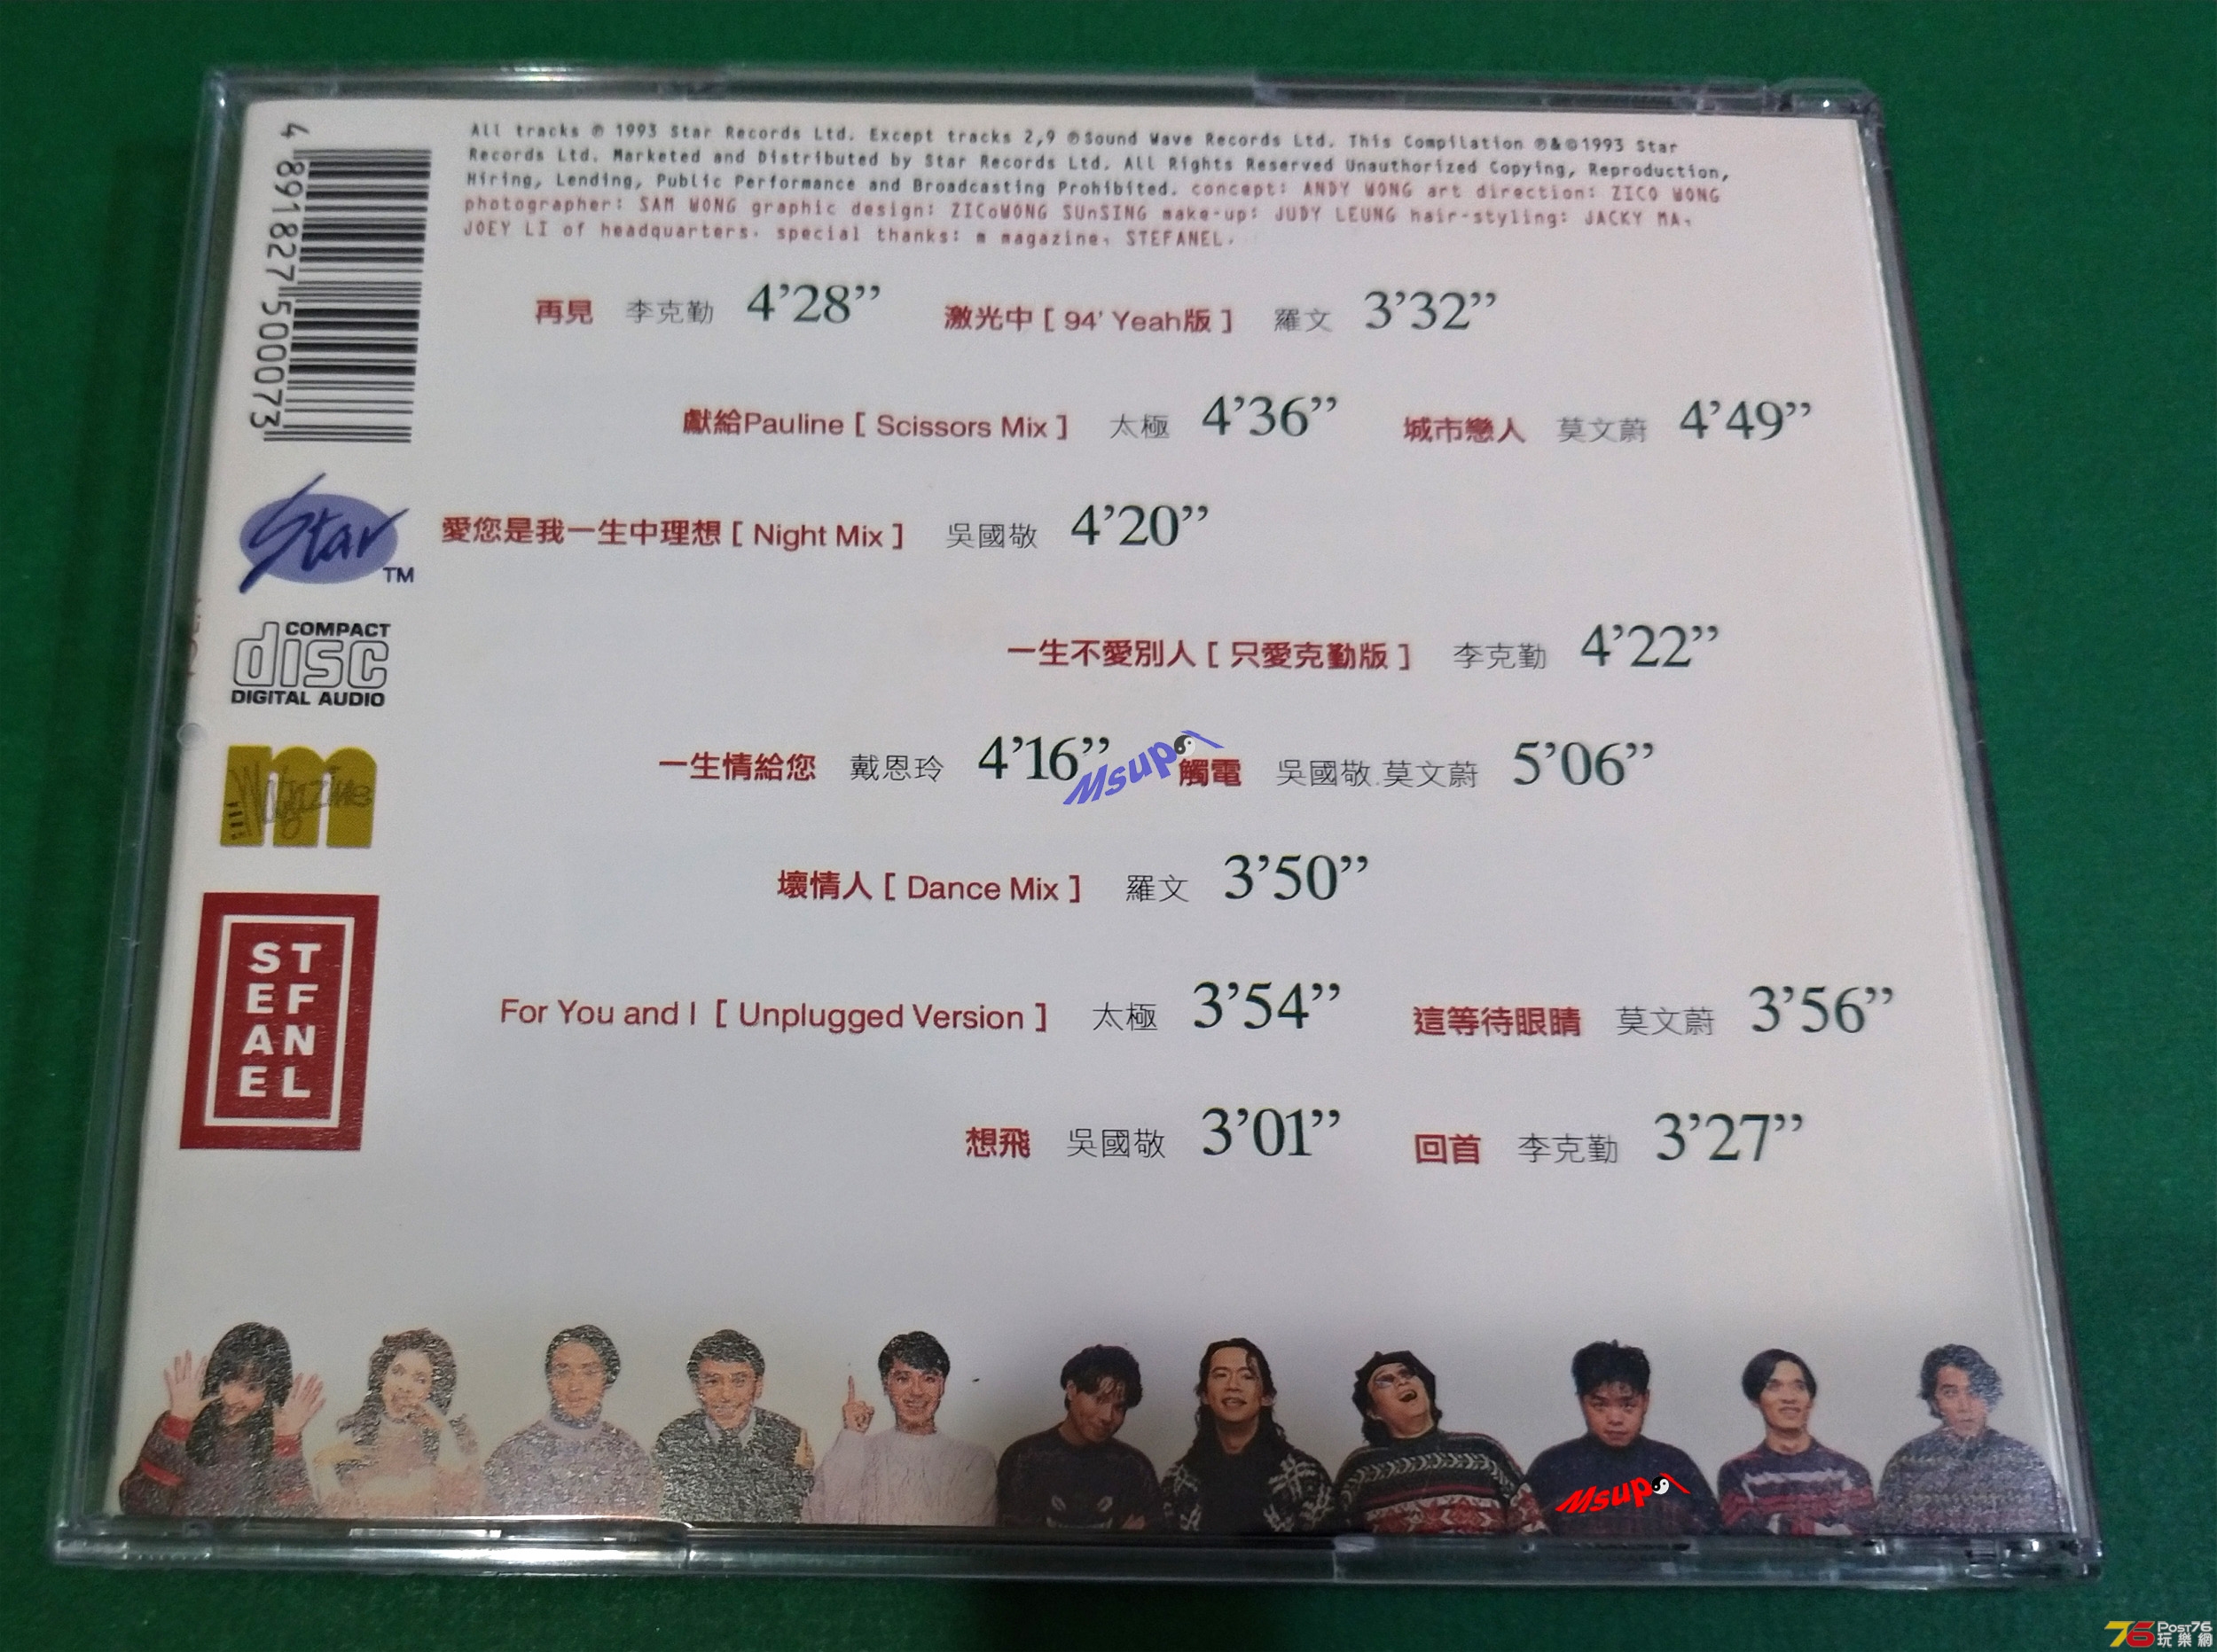 All tracks ℗ 1993 Star Records Ltd. Except tracks 2,9 ℗Sound Wave Records Ltd. This Compilation ℗&©1993 Star
Records Ltd. Marketed and Distributed by Star Records Ltd. All Rights Reserved Unauthorized Copying, Reproduction,
Hiring, Lending, Public Performance and Broadcasting Prohibited. concept: ANDY WONG art direction: ZICO WONG
photographer: SAM WONG graphic design: ZICoWONG SUnSING make-up: JUDY LEUNG hair-styling: JACKY MA,
JOEY LI of headquarters. special thanks: m magazine, STEFANEL.
4 891827 500073
再見 李克勤 4’28” 激光中 [ 94' Yeah版 ] 羅文 3’32”
獻給Pauline [ Scissors Mix ] 太極 4’36” 城市戀人 莫文蔚 4’49”
愛您是我一生中理想 [ Night Mix ] 吳國敬 4’20”
一生不愛別人 [ 只愛克勤版 ] 李克勤 4’22”
一生情給您 戴恩玲 4’16” 觸電 吳國敬.莫文蔚 5’06”
壞情人 [ Dance Mix ] 羅文 3’50”
For You and I [ Unplugged Version ] 太極 3’54” 這等待眼睛 莫文蔚 3’56”
想飛 吳國敬 3’01” 回首 李克勤 3’27”
Star TM
COMPACT
disc
DIGITAL AUDIO
m
Magazine
ST
EF
AN
EL
Msup
Msup
76 Post76
玩樂網